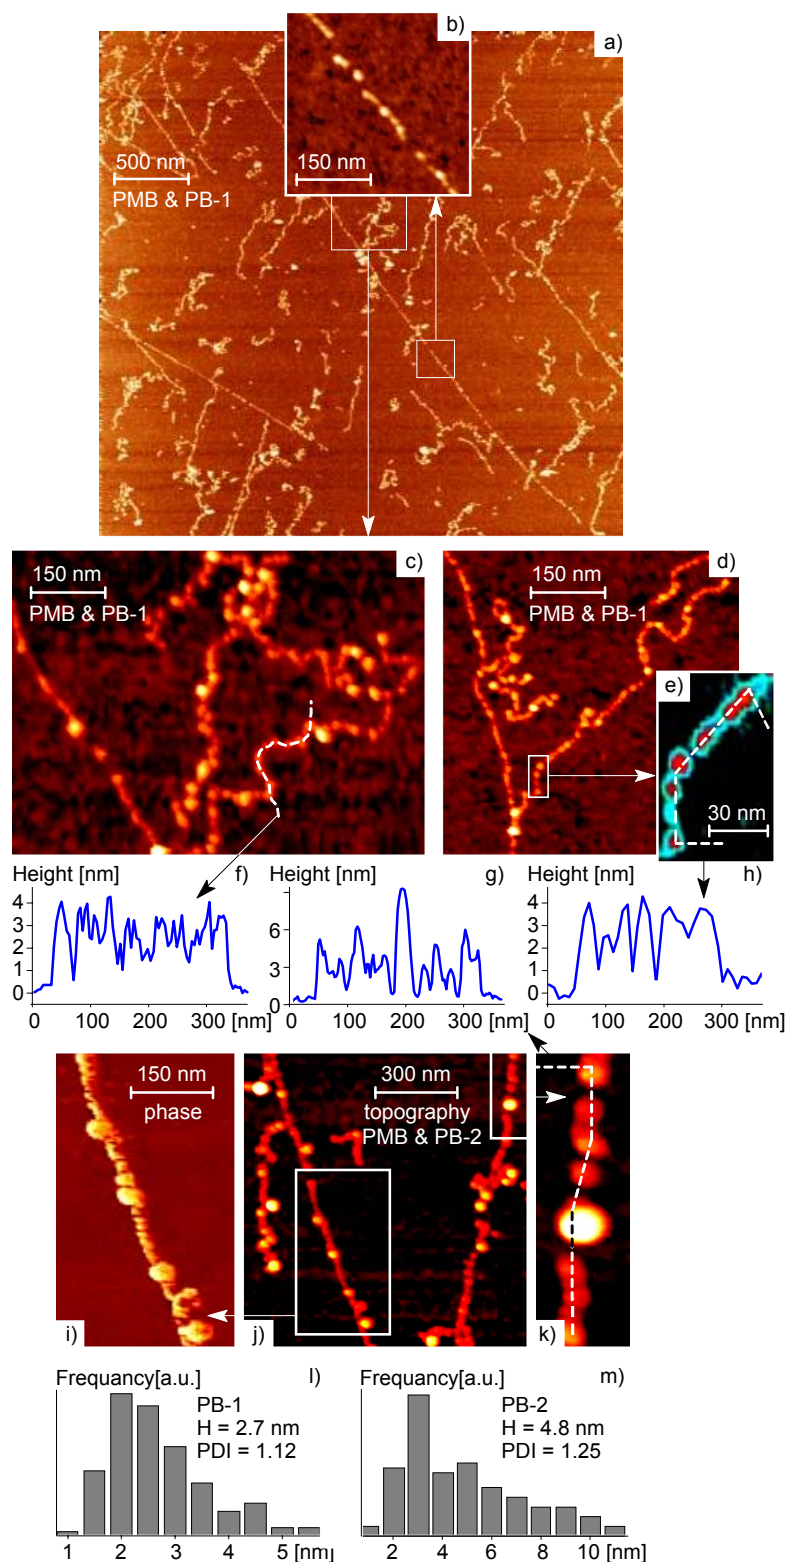 b)
a)
500 nm
PMB & PB-1
150 nm
c)
150 nm
PMB & PB-1
d)
150 nm
PMB & PB-1
e)
30 nm
Height [nm]
f)
4
3
2
1
0
0 100 200 300 [nm]
Height [nm]
g)
6
3
0
0 100 200 300 [nm]
Height [nm]
h)
4
3
2
1
0
0 100 200 300 [nm]
150 nm
phase
i)
300 nm
topography
PMB & PB-2
j)
k)
Frequancy[a.u.]
l)
PB-1
H = 2.7 nm
PDI = 1.12
1 2 3 4 5 [nm]
Frequancy[a.u.]
m)
PB-2
H = 4.8 nm
PDI = 1.25
2 4 6 8 10 [nm]